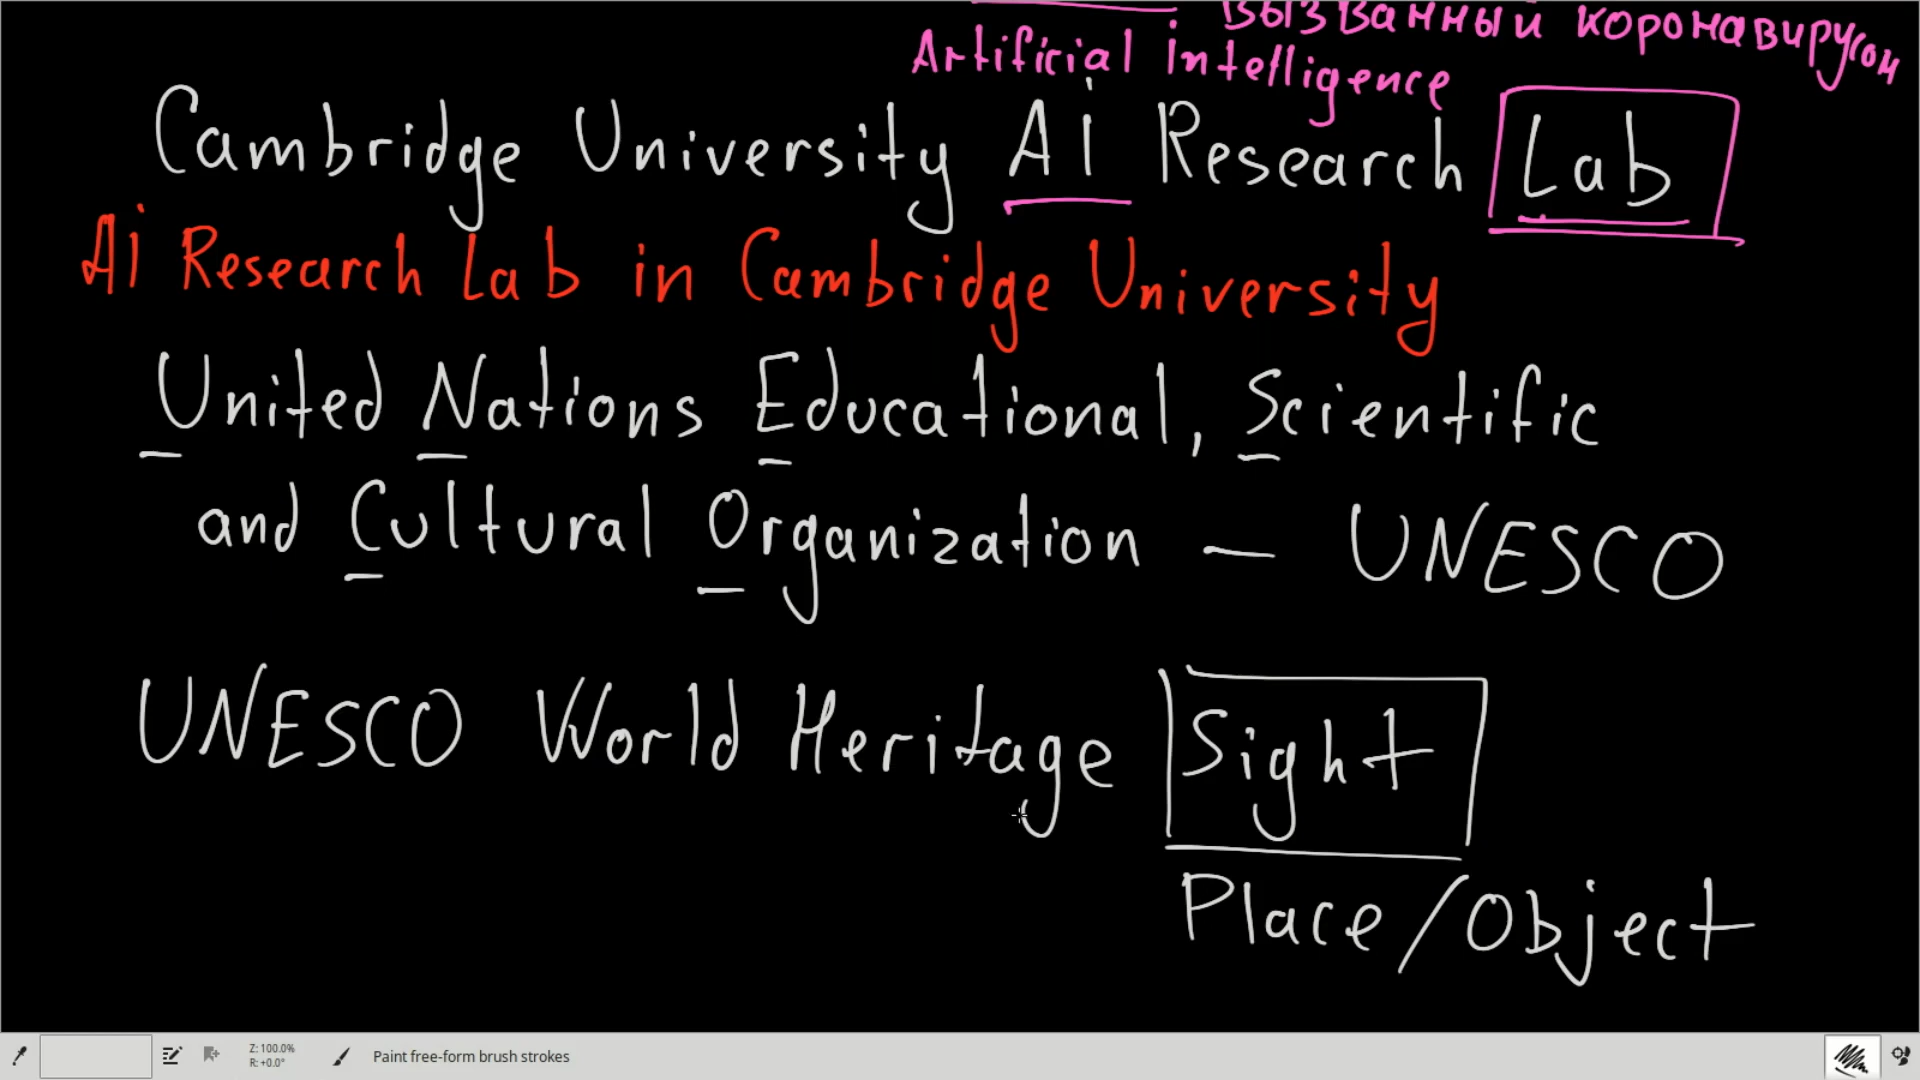 вызванный коронавирусом
Artificial intelligence
Cambridge University Ai Research Lab
Ai Research Lab in Cambridge University
United Nations Educational, Scientific
and Cultural Organization — UNESCO
UNESCO World Heritage Sight
Place/Object
Z: 100.0%
R: +0.0°
Paint free-form brush strokes